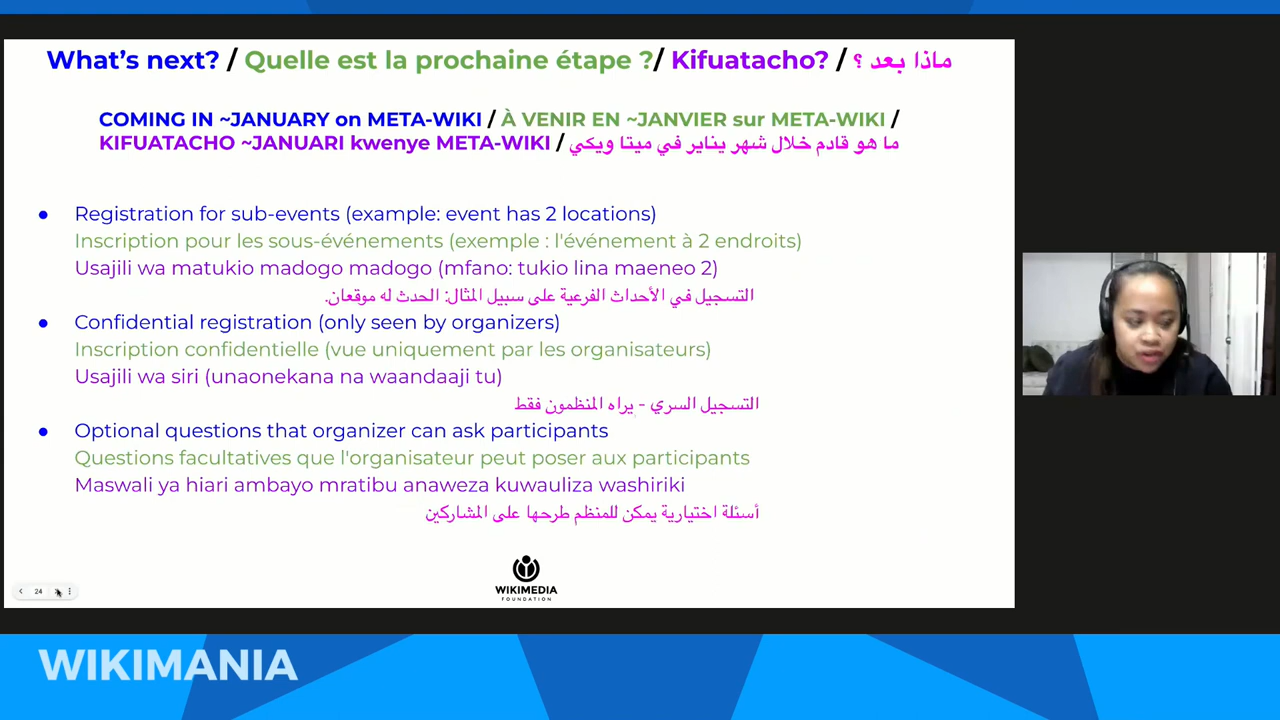 What's next? / Quelle est la prochaine étape ?/ Kifuatacho? / ماذا بعد ؟
COMING IN ~JANUARY on META-WIKI / À VENIR EN ~JANVIER sur META-WIKI /
KIFUATACHO ~JANUARI kwenye META-WIKI / ما هو قادم خلال شهر يناير في ميتا ويكي
● Registration for sub-events (example: event has 2 locations)
Inscription pour les sous-événements (exemple : l'événement à 2 endroits)
Usajili wa matukio madogo madogo (mfano: tukio lina maeneo 2)
التسجيل في الأحداث الفرعية على سبيل المثال: الحدث له موقعان.
● Confidential registration (only seen by organizers)
Inscription confidentielle (vue uniquement par les organisateurs)
Usajili wa siri (unaonekana na waandaaji tu)
التسجيل السري - يراه المنظمون فقط
● Optional questions that organizer can ask participants
Questions facultatives que l'organisateur peut poser aux participants
Maswali ya hiari ambayo mratibu anaweza kuwauliza washiriki
أسئلة اختيارية يمكن للمنظم طرحها على المشاركين
WIKIMEDIA
FOUNDATION
24
WIKIMANIA